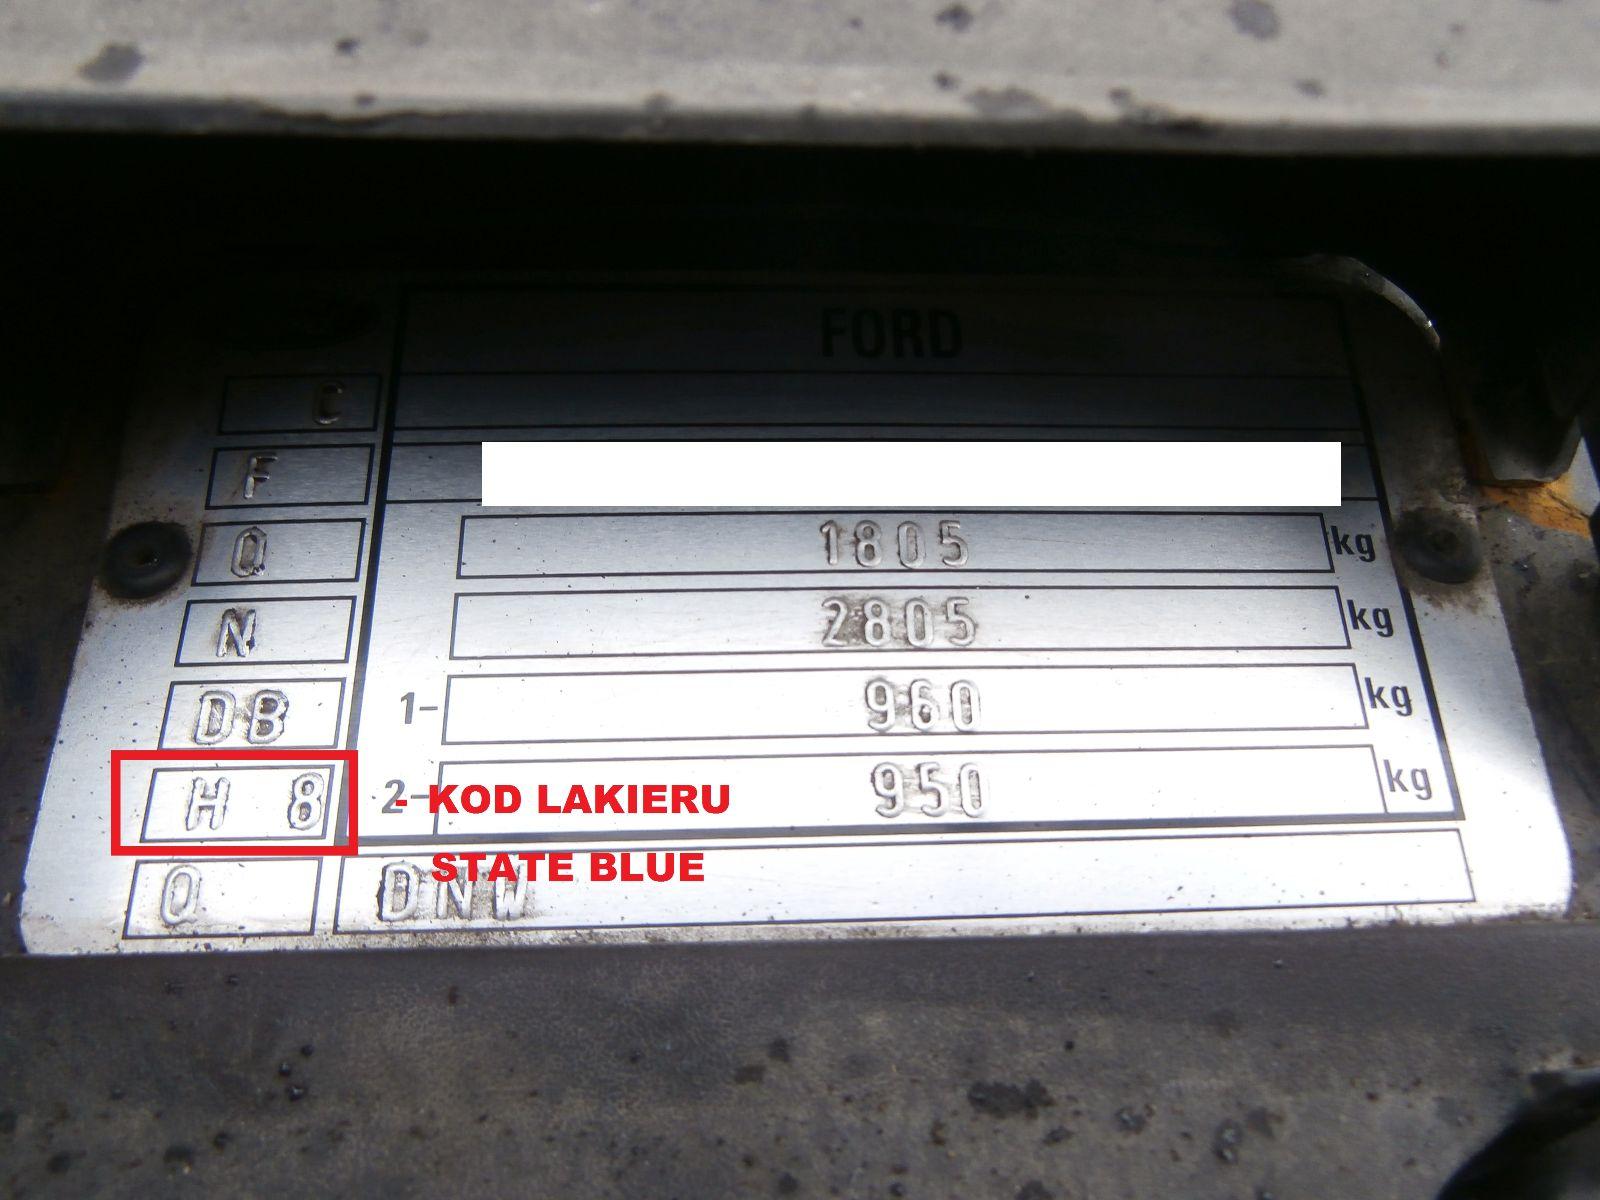 FORD
C
F
Q 1805 kg
N 2805 kg
DB 1- 960 kg
H 8 2- 950 kg
- KOD LAKIERU
STATE BLUE
Q DNW